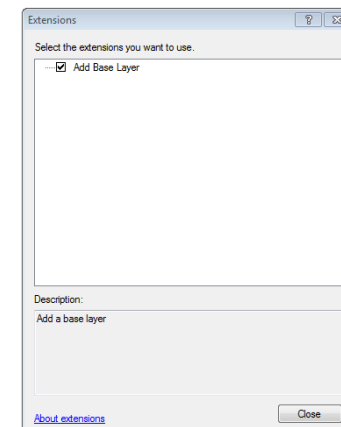 Extensions
Select the extensions you want to use.
Add Base Layer
Description:
Add a base layer
About extensions
Close